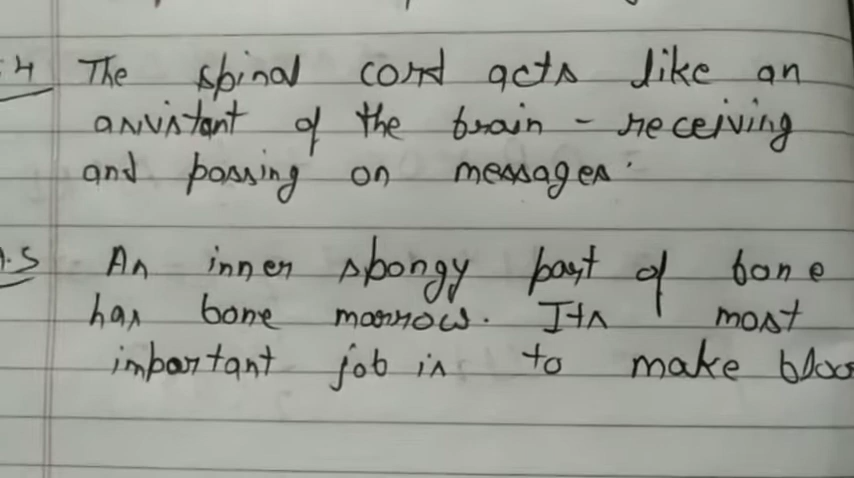 .4 The spinal cord acts like an
assistant of the brain - receiving
and passing on messages.
.5 An inner spongy part of bone
has bone marrow. Its most
important job is to make bloo